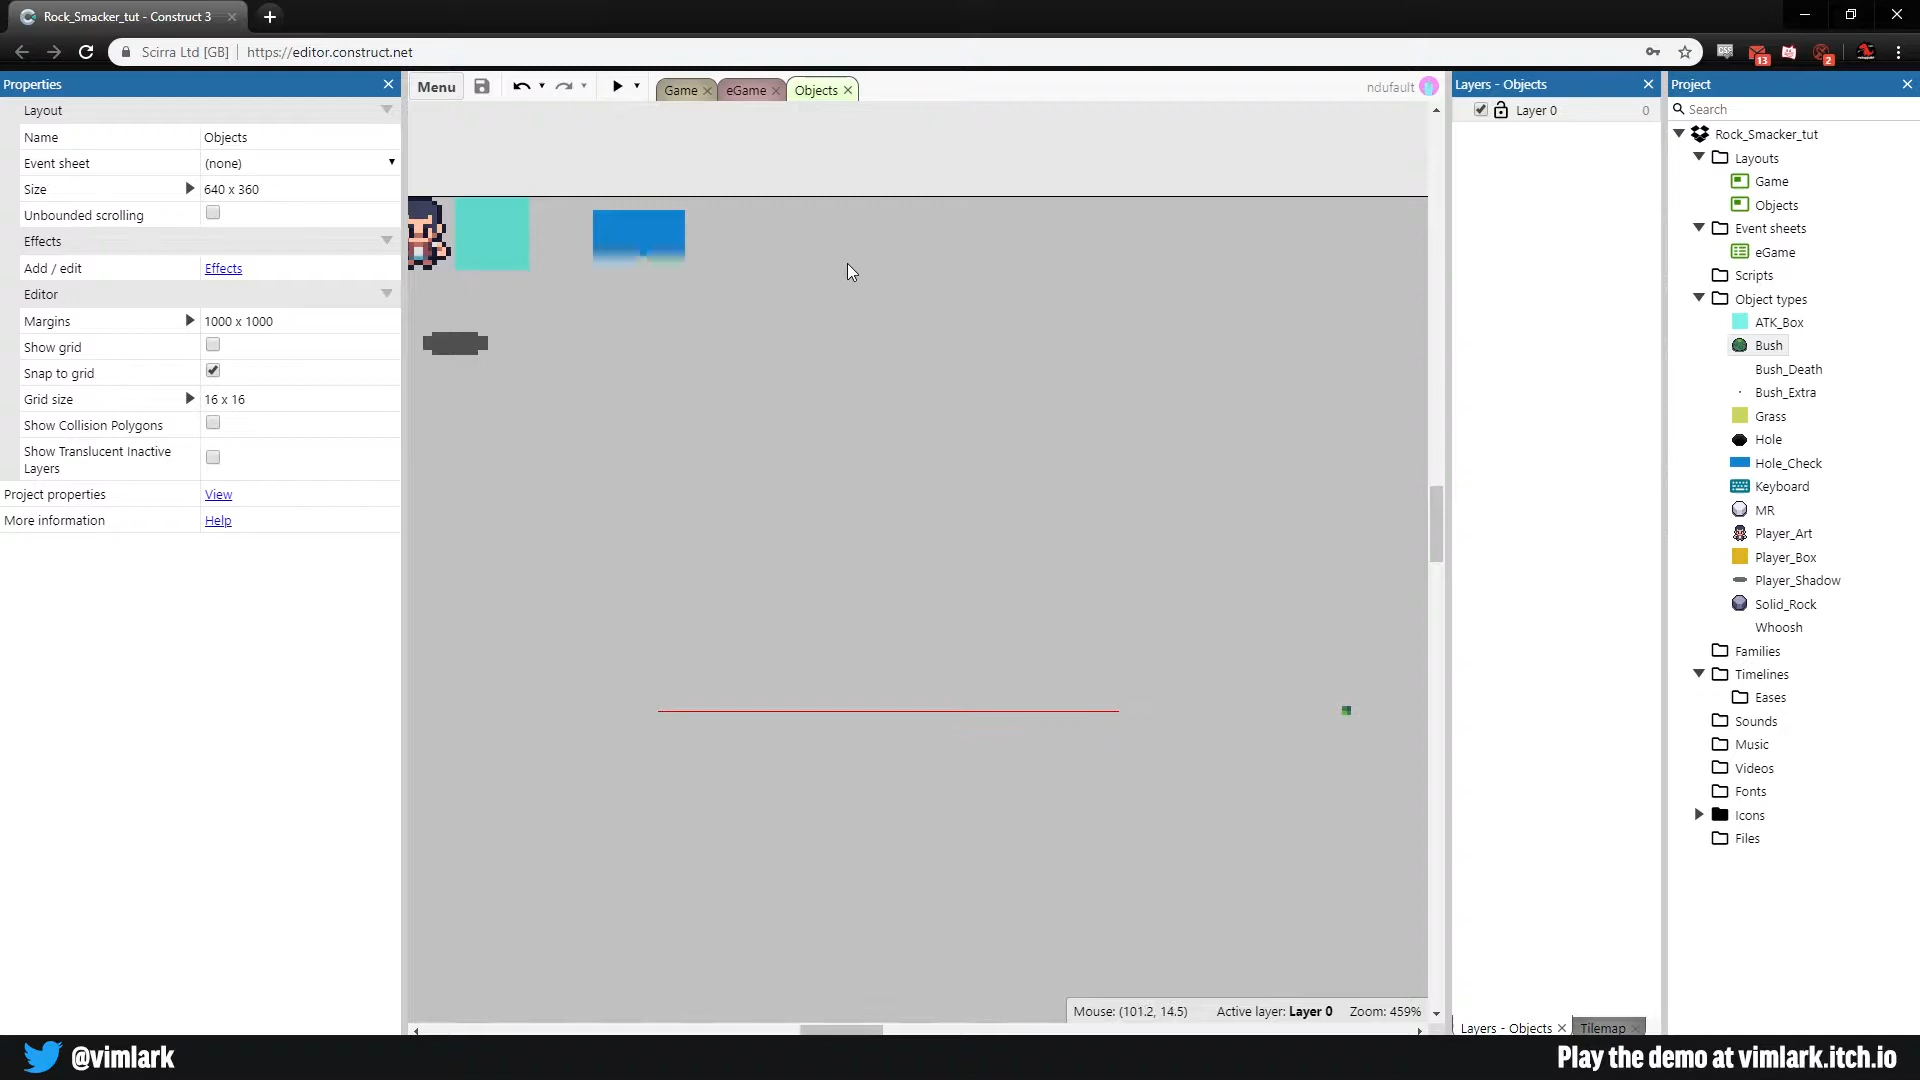 Rock_Smacker_tut - Construct 3
Scirra Ltd [GB] https://editor.construct.net
13
2
Properties
Layout
Name Objects
Event sheet (none)
Size 640 x 360
Unbounded scrolling
Effects
Add / edit Effects
Editor
Margins 1000 x 1000
Show grid
Snap to grid
Grid size 16 x 16
Show Collision Polygons
Show Translucent Inactive
Layers
Project properties View
More information Help
Menu
Game
eGame
Objects
ndufault
Mouse: (101.2, 14.5) Active layer: Layer 0 Zoom: 459%
Layers - Objects
Layer 0 0
Layers - Objects
Tilemap
Project
Search
Rock_Smacker_tut
Layouts
Game
Objects
Event sheets
eGame
Scripts
Object types
ATK_Box
Bush
Bush_Death
Bush_Extra
Grass
Hole
Hole_Check
Keyboard
MR
Player_Art
Player_Box
Player_Shadow
Solid_Rock
Whoosh
Families
Timelines
Eases
Sounds
Music
Videos
Fonts
Icons
Files
@vimlark
Play the demo at vimlark.itch.io